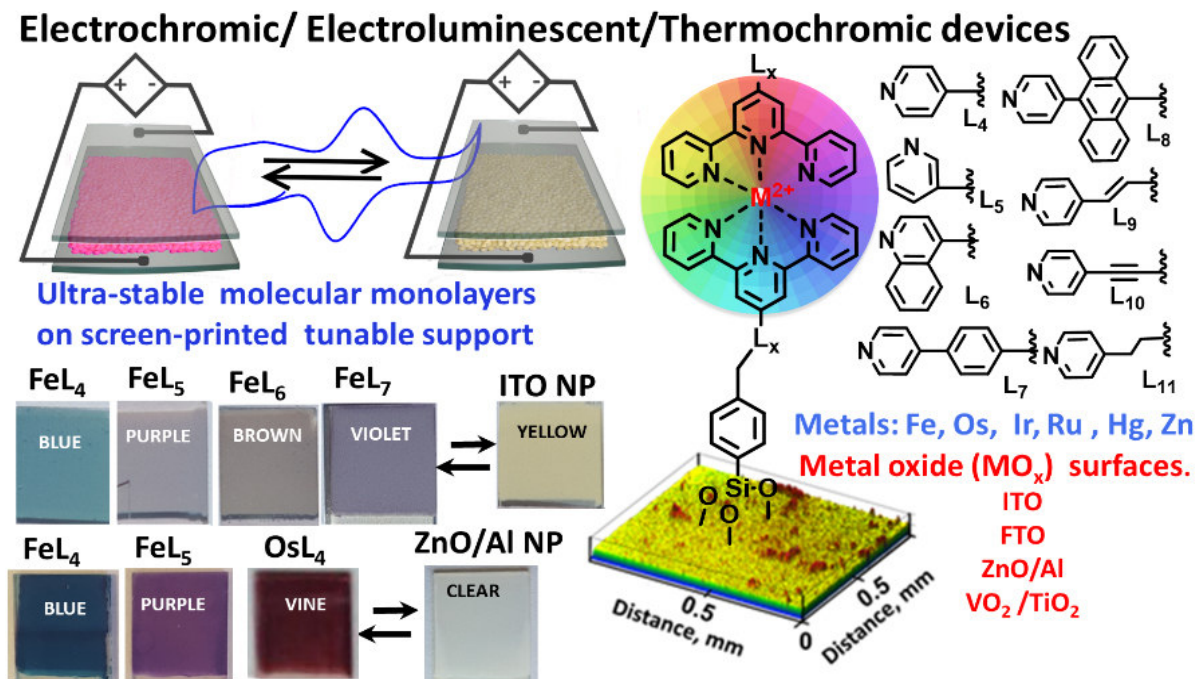 Electrochromic/ Electroluminescent/Thermochromic devices
+ -
+ -
Ultra-stable molecular monolayers
on screen-printed tunable support
FeL4
FeL5
FeL6
FeL7
ITO NP
BLUE
PURPLE
BROWN
VIOLET
YELLOW
FeL4
FeL5
OsL4
ZnO/Al NP
BLUE
PURPLE
VINE
CLEAR
Lx
N
N
N
M2+
N
N
N
Lx
Si
O
O
O
N
L4
N
L8
N
L5
N
L9
N
L6
N
L10
N
L7
N
L11
Metals: Fe, Os, Ir, Ru , Hg, Zn
Metal oxide (MOx) surfaces.
ITO
FTO
ZnO/Al
VO2 /TiO2
Distance, mm
0.5
0
0.5
Distance, mm